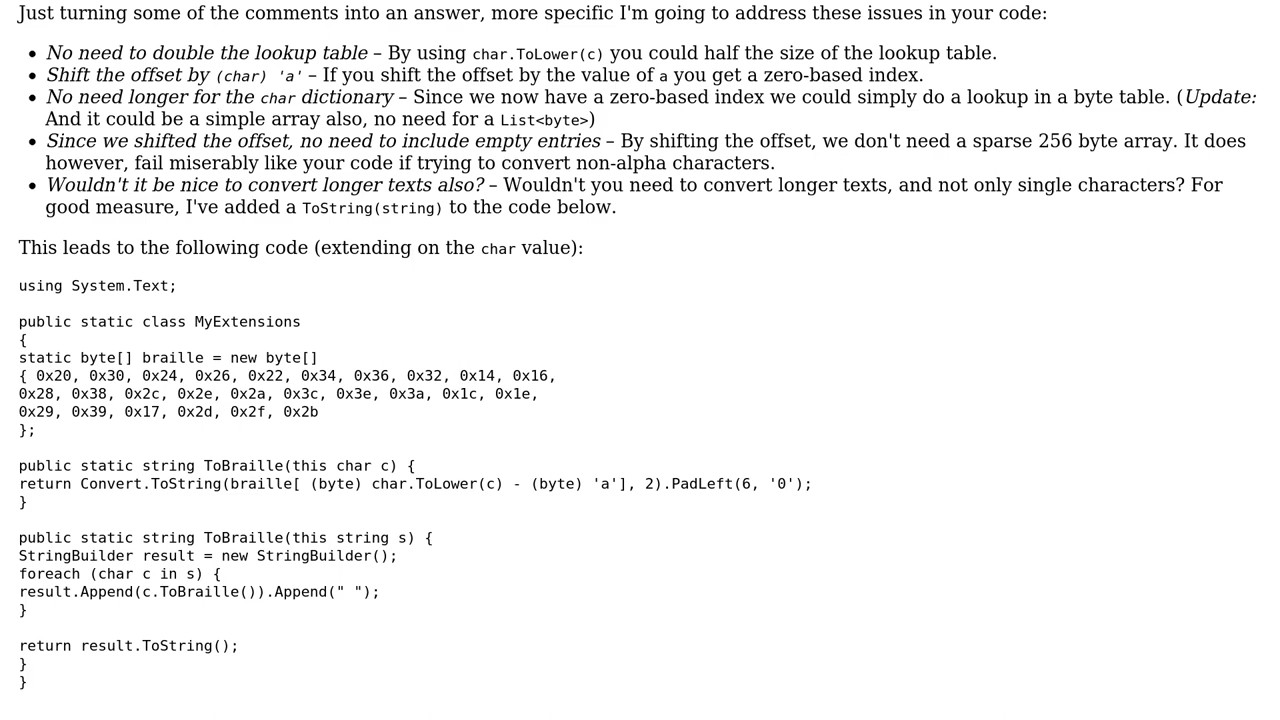 Just turning some of the comments into an answer, more specific I'm going to address these issues in your code:
• No need to double the lookup table – By using char.ToLower(c) you could half the size of the lookup table.
• Shift the offset by (char) 'a' – If you shift the offset by the value of a you get a zero-based index.
• No need longer for the char dictionary – Since we now have a zero-based index we could simply do a lookup in a byte table. (Update:
And it could be a simple array also, no need for a List<byte>)
• Since we shifted the offset, no need to include empty entries – By shifting the offset, we don't need a sparse 256 byte array. It does
however, fail miserably like your code if trying to convert non-alpha characters.
• Wouldn't it be nice to convert longer texts also? – Wouldn't you need to convert longer texts, and not only single characters? For
good measure, I've added a ToString(string) to the code below.
This leads to the following code (extending on the char value):
using System.Text;
public static class MyExtensions
{
static byte[] braille = new byte[]
{ 0x20, 0x30, 0x24, 0x26, 0x22, 0x34, 0x36, 0x32, 0x14, 0x16,
0x28, 0x38, 0x2c, 0x2e, 0x2a, 0x3c, 0x3e, 0x3a, 0x1c, 0x1e,
0x29, 0x39, 0x17, 0x2d, 0x2f, 0x2b
};
public static string ToBraille(this char c) {
return Convert.ToString(braille[ (byte) char.ToLower(c) - (byte) 'a'], 2).PadLeft(6, '0');
}
public static string ToBraille(this string s) {
StringBuilder result = new StringBuilder();
foreach (char c in s) {
result.Append(c.ToBraille()).Append(" ");
}
return result.ToString();
}
}